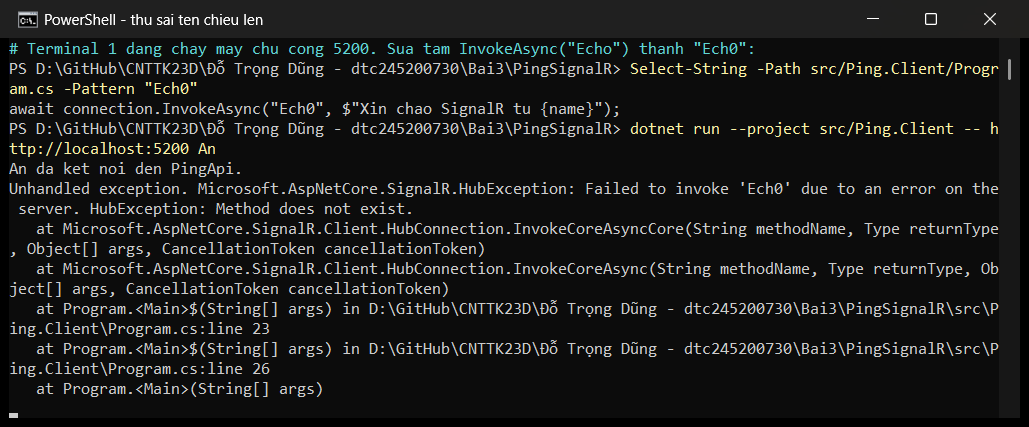 PowerShell - thu sai ten chieu len
# Terminal 1 dang chay may chu cong 5200. Sua tam InvokeAsync("Echo") thanh "Ech0":
PS D:\GitHub\CNTTK23D\Đỗ Trọng Dũng - dtc245200730\Bai3\PingSignalR> Select-String -Path src/Ping.Client/Progr
am.cs -Pattern "Ech0"
await connection.InvokeAsync("Ech0", $"Xin chao SignalR tu {name}");
PS D:\GitHub\CNTTK23D\Đỗ Trọng Dũng - dtc245200730\Bai3\PingSignalR> dotnet run --project src/Ping.Client -- h
ttp://localhost:5200 An
An da ket noi den PingApi.
Unhandled exception. Microsoft.AspNetCore.SignalR.HubException: Failed to invoke 'Ech0' due to an error on the
 server. HubException: Method does not exist.
   at Microsoft.AspNetCore.SignalR.Client.HubConnection.InvokeCoreAsyncCore(String methodName, Type returnType
, Object[] args, CancellationToken cancellationToken)
   at Microsoft.AspNetCore.SignalR.Client.HubConnection.InvokeCoreAsync(String methodName, Type returnType, Ob
ject[] args, CancellationToken cancellationToken)
   at Program.<Main>$(String[] args) in D:\GitHub\CNTTK23D\Đỗ Trọng Dũng - dtc245200730\Bai3\PingSignalR\src\P
ing.Client\Program.cs:line 23
   at Program.<Main>$(String[] args) in D:\GitHub\CNTTK23D\Đỗ Trọng Dũng - dtc245200730\Bai3\PingSignalR\src\P
ing.Client\Program.cs:line 26
   at Program.<Main>(String[] args)